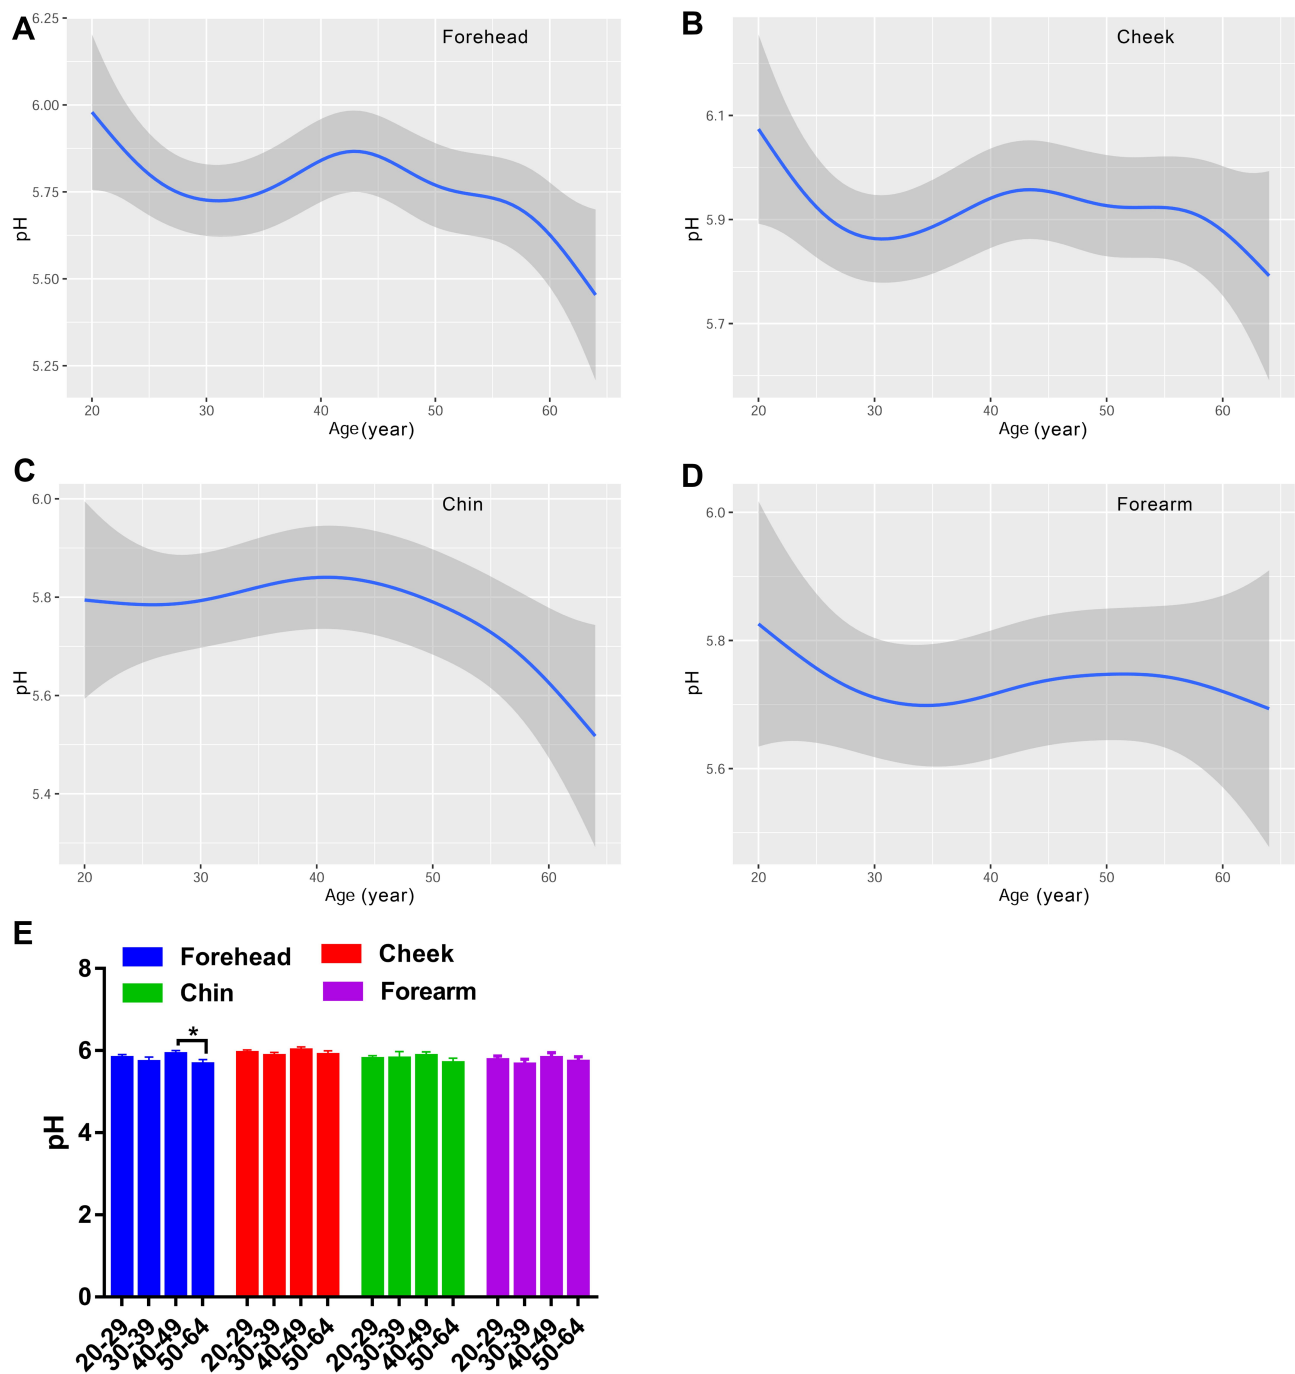 A
Forehead
6.25
6.00
5.75
5.50
5.25
pH
20 30 40 50 60
Age (year)
B
Cheek
6.1
5.9
5.7
pH
20 30 40 50 60
Age (year)
C
Chin
6.0
5.8
5.6
5.4
pH
20 30 40 50 60
Age (year)
D
Forearm
6.0
5.8
5.6
pH
20 30 40 50 60
Age (year)
E
Forehead Cheek
Chin Forearm
8
6
4
2
0
pH
*
20-29 30-39 40-49 50-64 20-29 30-39 40-49 50-64 20-29 30-39 40-49 50-64 20-29 30-39 40-49 50-64